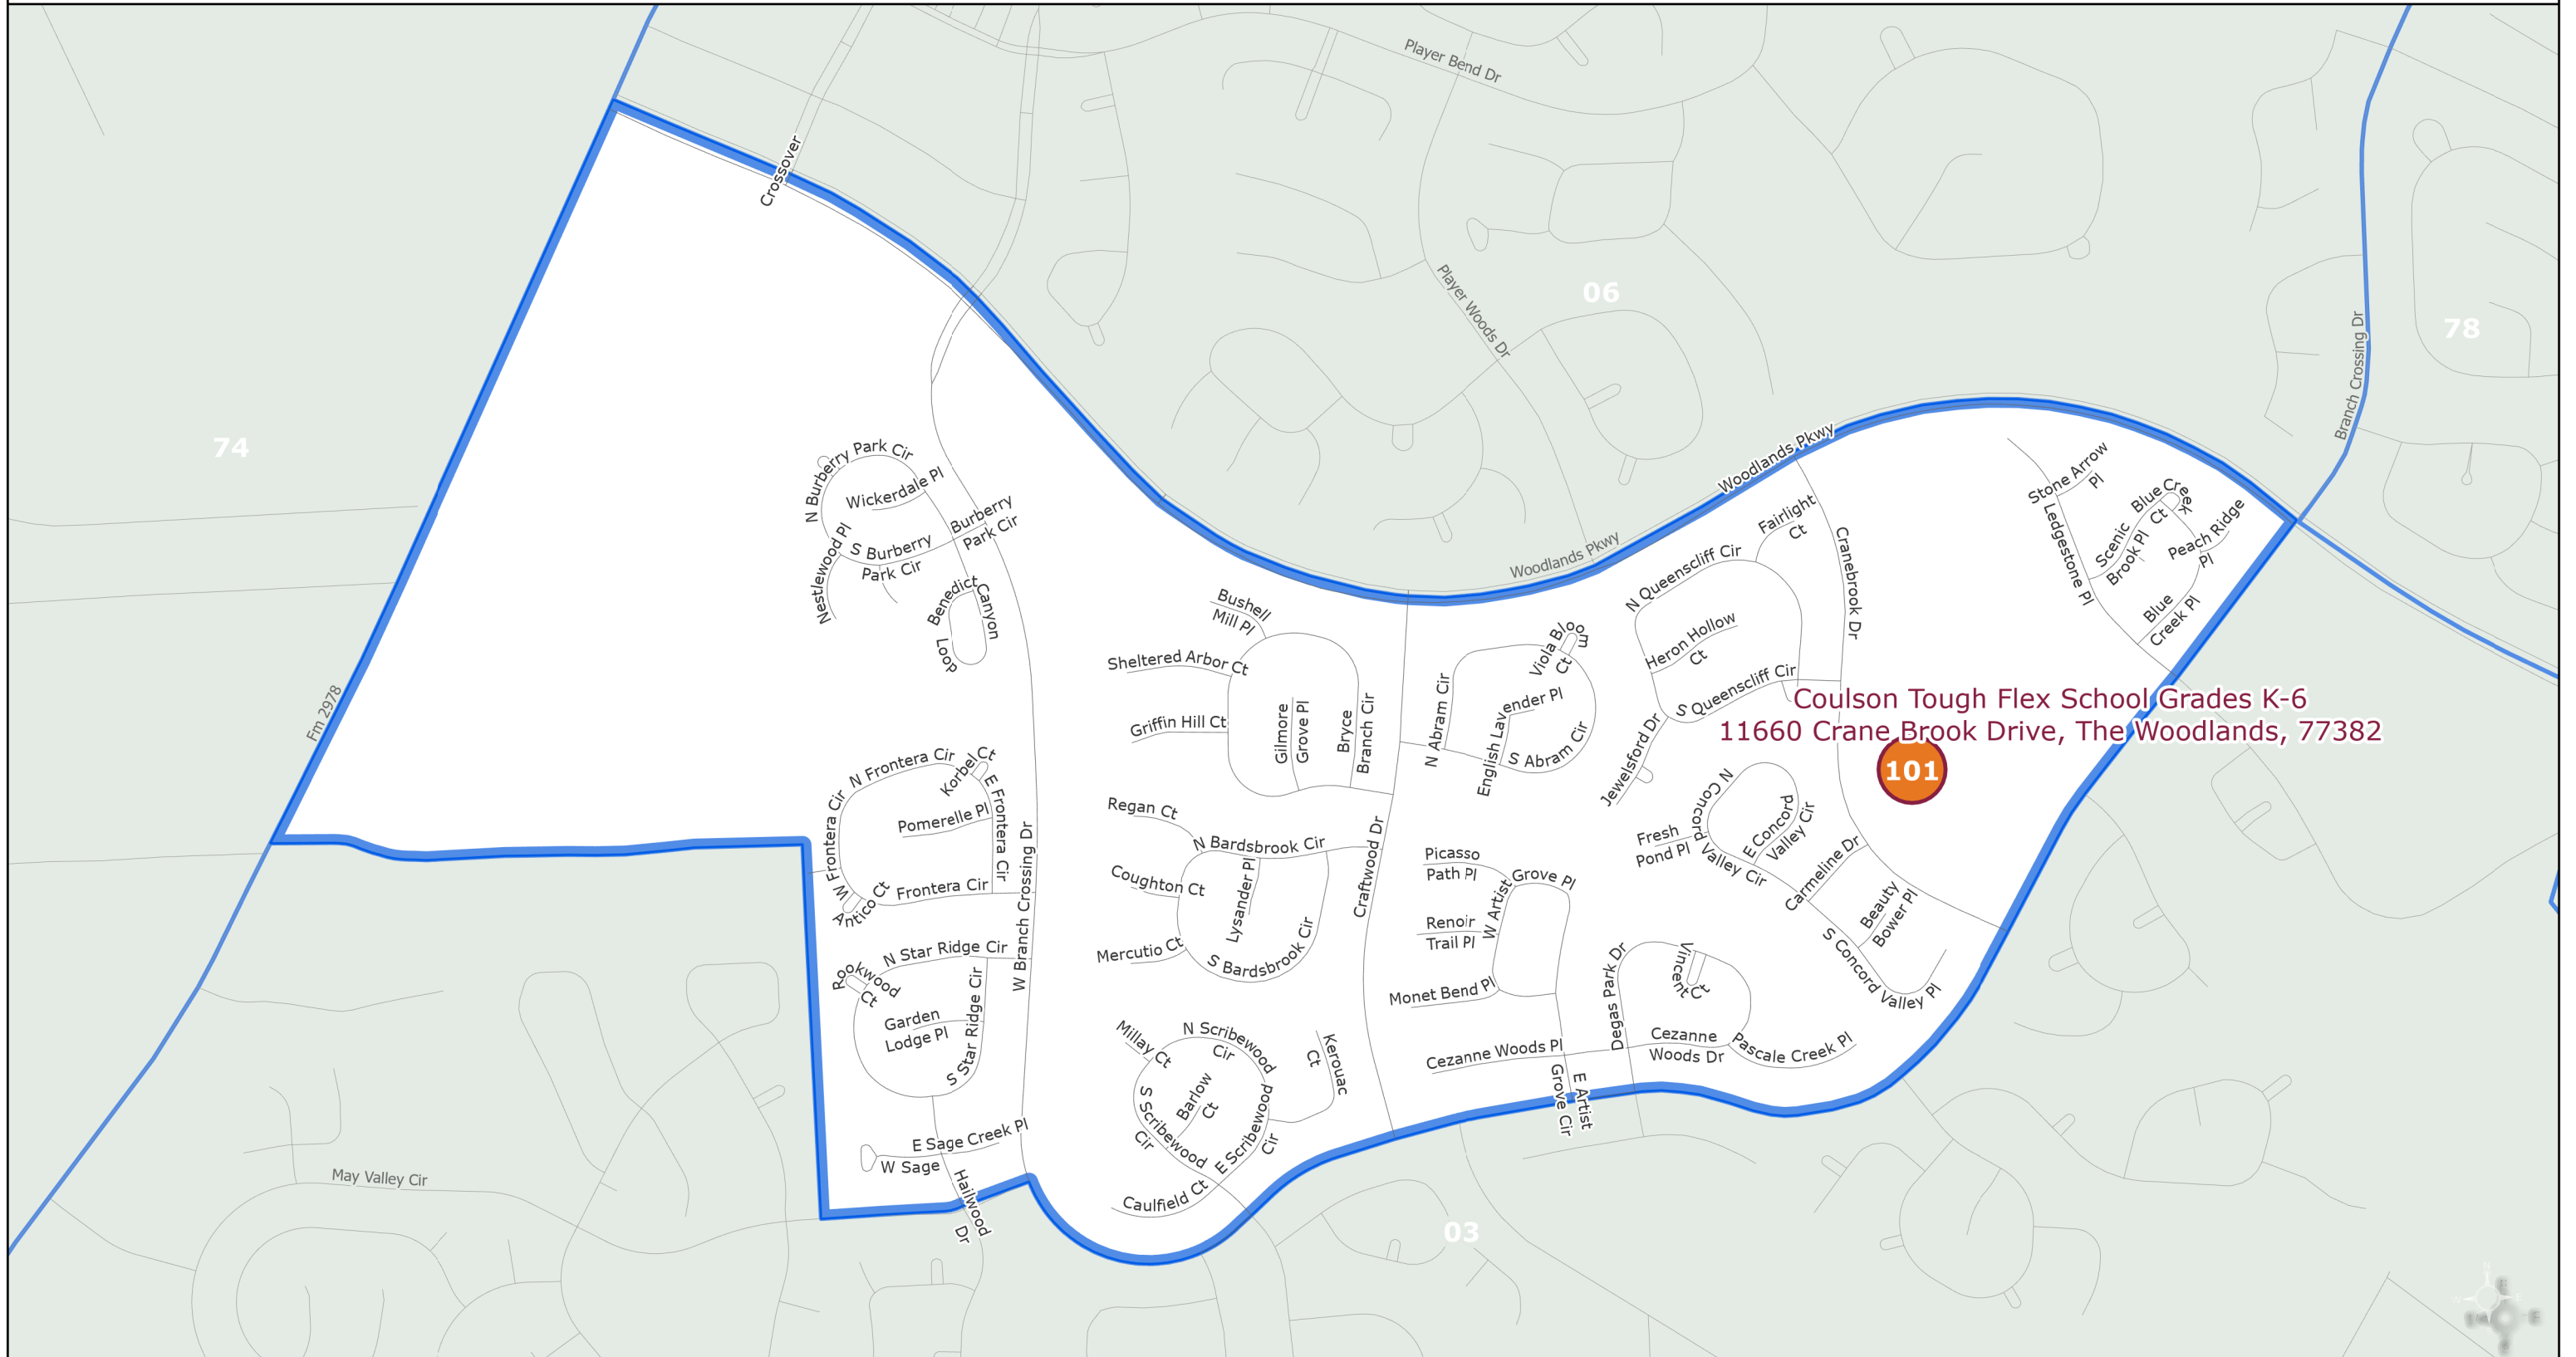 Player Bend Dr
Crossover
Player Woods Dr
06
78
Branch Crossing Dr
74
Woodlands Pkwy
Woodlands Pkwy
N Burberry Park Cir
Wickerdale Pl
Burberry
Park Cir
S Burberry
Park Cir
Nestlewood Pl
Benedict
Canyon
Loop
Stone Arrow
Pl
Ledgestone Pl
Blue Creek
Ct
Scenic
Brook Pl
Peach Ridge
Pl
Blue
Creek Pl
Fairlight
Ct
Cranebrook Dr
N Queenscliff Cir
Heron Hollow
Ct
S Queenscliff Cir
Bushell
Mill Pl
Sheltered Arbor Ct
Griffin Hill Ct
Gilmore
Grove Pl
Bryce
Branch Cir
N Abram Cir
Viola Bloom
Ct
English Lavender Pl
S Abram Cir
Jewelsford Dr
Coulson Tough Flex School Grades K-6
11660 Crane Brook Drive, The Woodlands, 77382
101
Fm 2978
N Frontera Cir
Korbel Ct
E Frontera Cir
Pomerelle Pl
W Frontera Cir
Antico Ct
Frontera Cir
W Branch Crossing Dr
Regan Ct
N Bardsbrook Cir
Coughton Ct
Lysander Pl
Mercutio Ct
S Bardsbrook Cir
Craftwood Dr
Picasso
Path Pl
W Artist
Grove Pl
Renoir
Trail Pl
Monet Bend Pl
N Concord Valley Cir
E Concord
Valley Cir
Fresh
Pond Pl
Carmeline Dr
Beauty
Bower Pl
S Concord Valley Pl
N Star Ridge Cir
Rookwood
Ct
Garden
Lodge Pl
S Star Ridge Cir
Degas Park Dr
Vincent Ct
Cezanne
Woods Dr
Pascale Creek Pl
Cezanne Woods Pl
E Artist
Grove Cir
Millay Ct
N Scribewood
Cir
Kerouac
Ct
Barlow
Ct
S Scribewood
Cir
E Scribewood
Cir
Caulfield Ct
E Sage Creek Pl
W Sage
Hailwood
Dr
May Valley Cir
03